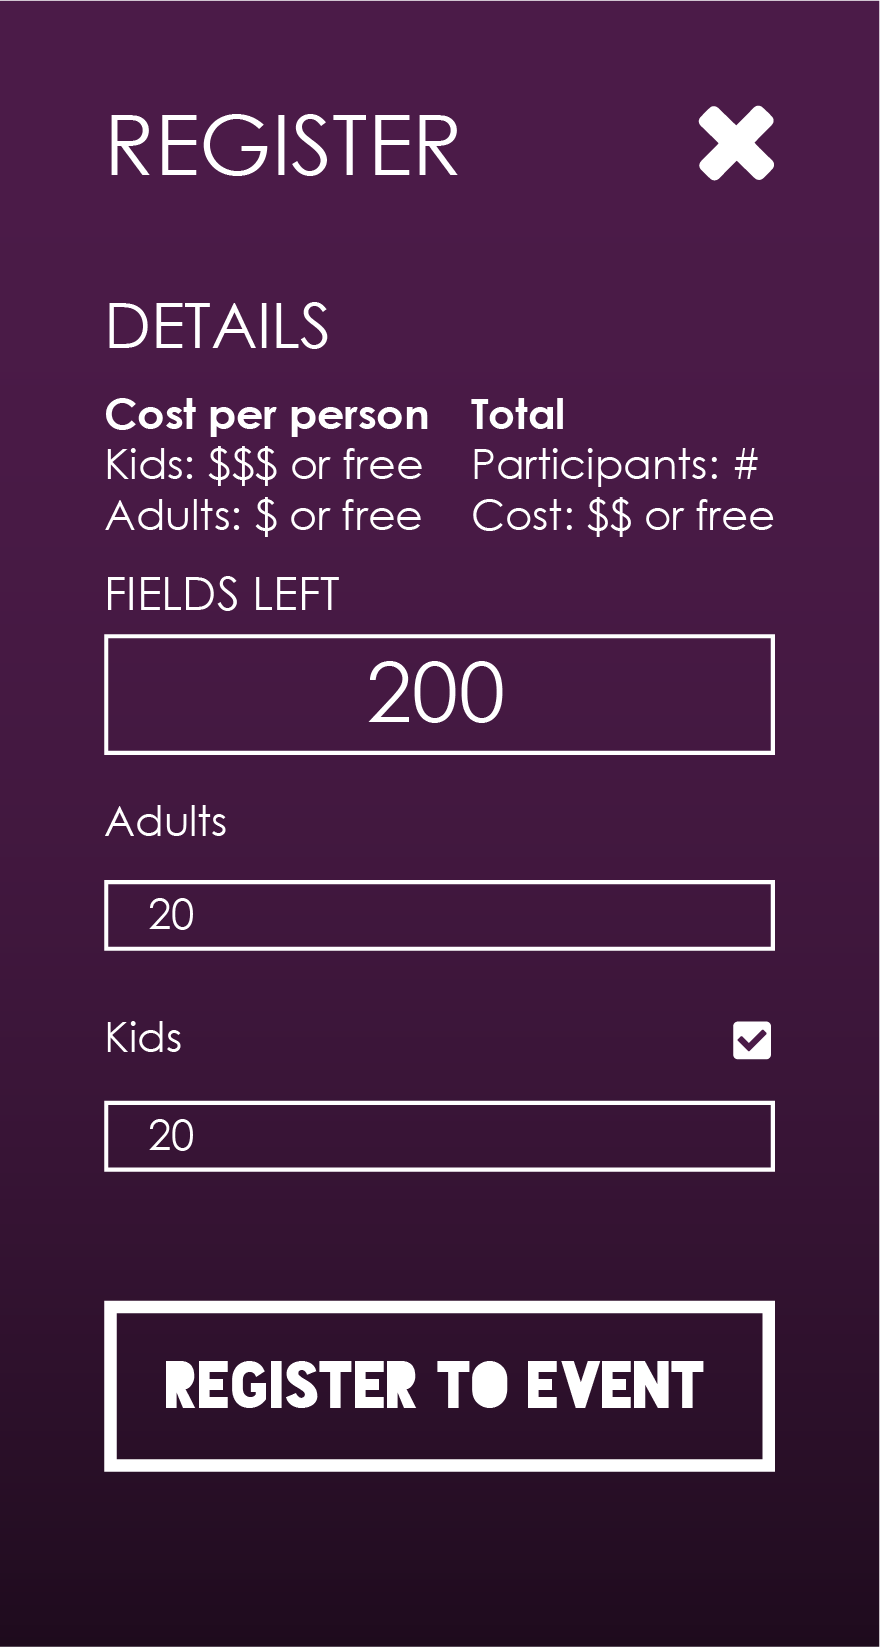 REGISTER
DETAILS
Cost per person
Kids: $$$ or free
Adults: $ or free
Total
Participants: #
Cost: $$ or free
FIELDS LEFT
200
Adults
20
Kids
20
REGISTER TO EVENT